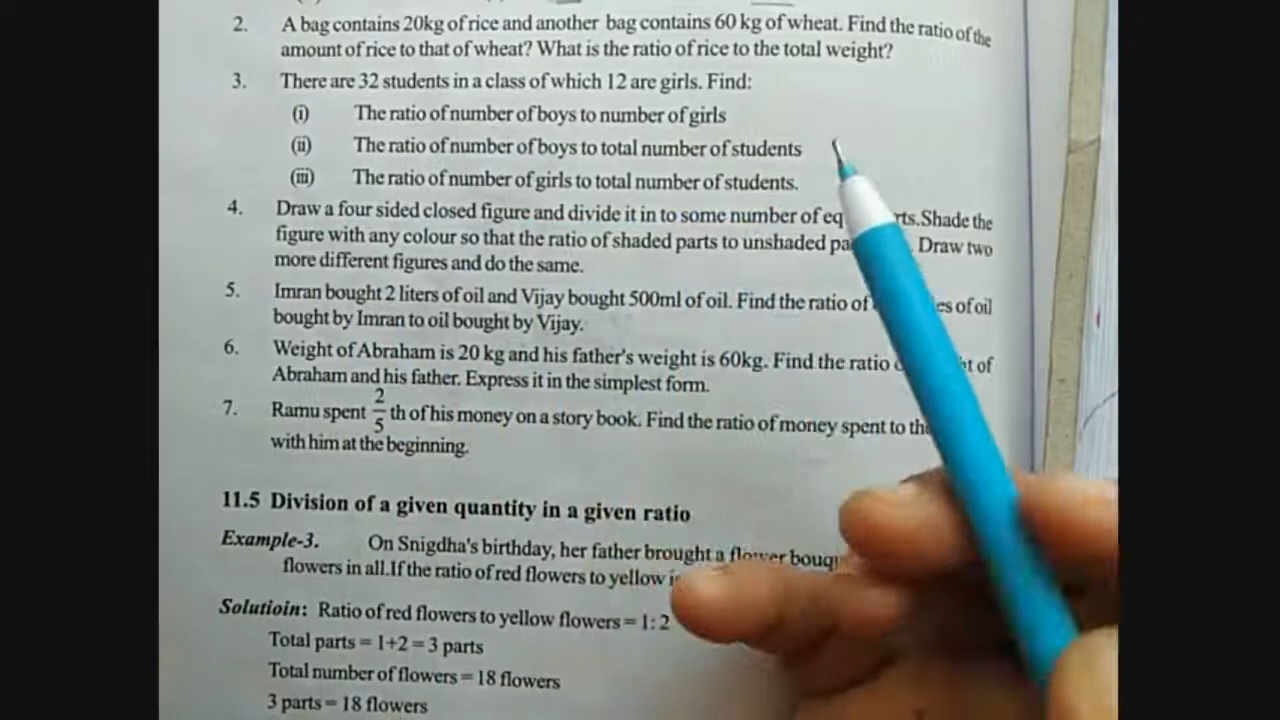 2. A bag contains 20kg of rice and another bag contains 60 kg of wheat. Find the ratio of the
amount of rice to that of wheat? What is the ratio of rice to the total weight?
3. There are 32 students in a class of which 12 are girls. Find:
(i) The ratio of number of boys to number of girls
(ii) The ratio of number of boys to total number of students
(iii) The ratio of number of girls to total number of students.
4. Draw a four sided closed figure and divide it in to some number of Shade the
figure with any colour so that the ratio of shaded parts to unshaded Draw two
more different figures and do the same.
5. Imran bought 2 liters of oil and Vijay bought 500ml of oil. Find the ratio of of oil
bought by Imran to oil bought by Vijay.
6. Weight of Abraham is 20 kg and his father's weight is 60kg. Find the ratio of
Abraham and his father. Express it in the simplest form.
7. Ramu spent 2/5 th of his money on a story book. Find the ratio of money spent to
with him at the beginning.
11.5 Division of a given quantity in a given ratio
Example-3. On Snigdha's birthday, her father brought a flower
flowers in all.If the ratio of red flowers to yellow
Solutioin: Ratio of red flowers to yellow flowers = 1: 2
Total parts = 1+2 = 3 parts
Total number of flowers = 18 flowers
3 parts = 18 flowers